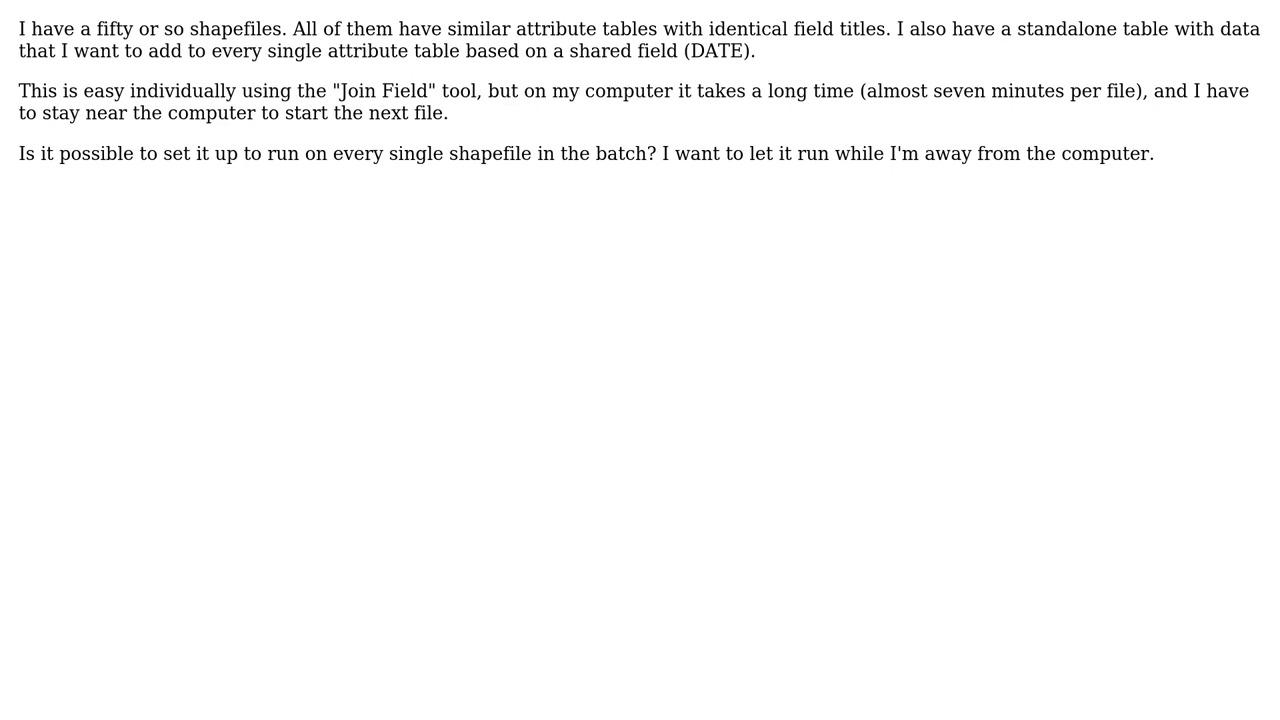 I have a fifty or so shapefiles. All of them have similar attribute tables with identical field titles. I also have a standalone table with data
that I want to add to every single attribute table based on a shared field (DATE).
This is easy individually using the "Join Field" tool, but on my computer it takes a long time (almost seven minutes per file), and I have
to stay near the computer to start the next file.
Is it possible to set it up to run on every single shapefile in the batch? I want to let it run while I'm away from the computer.